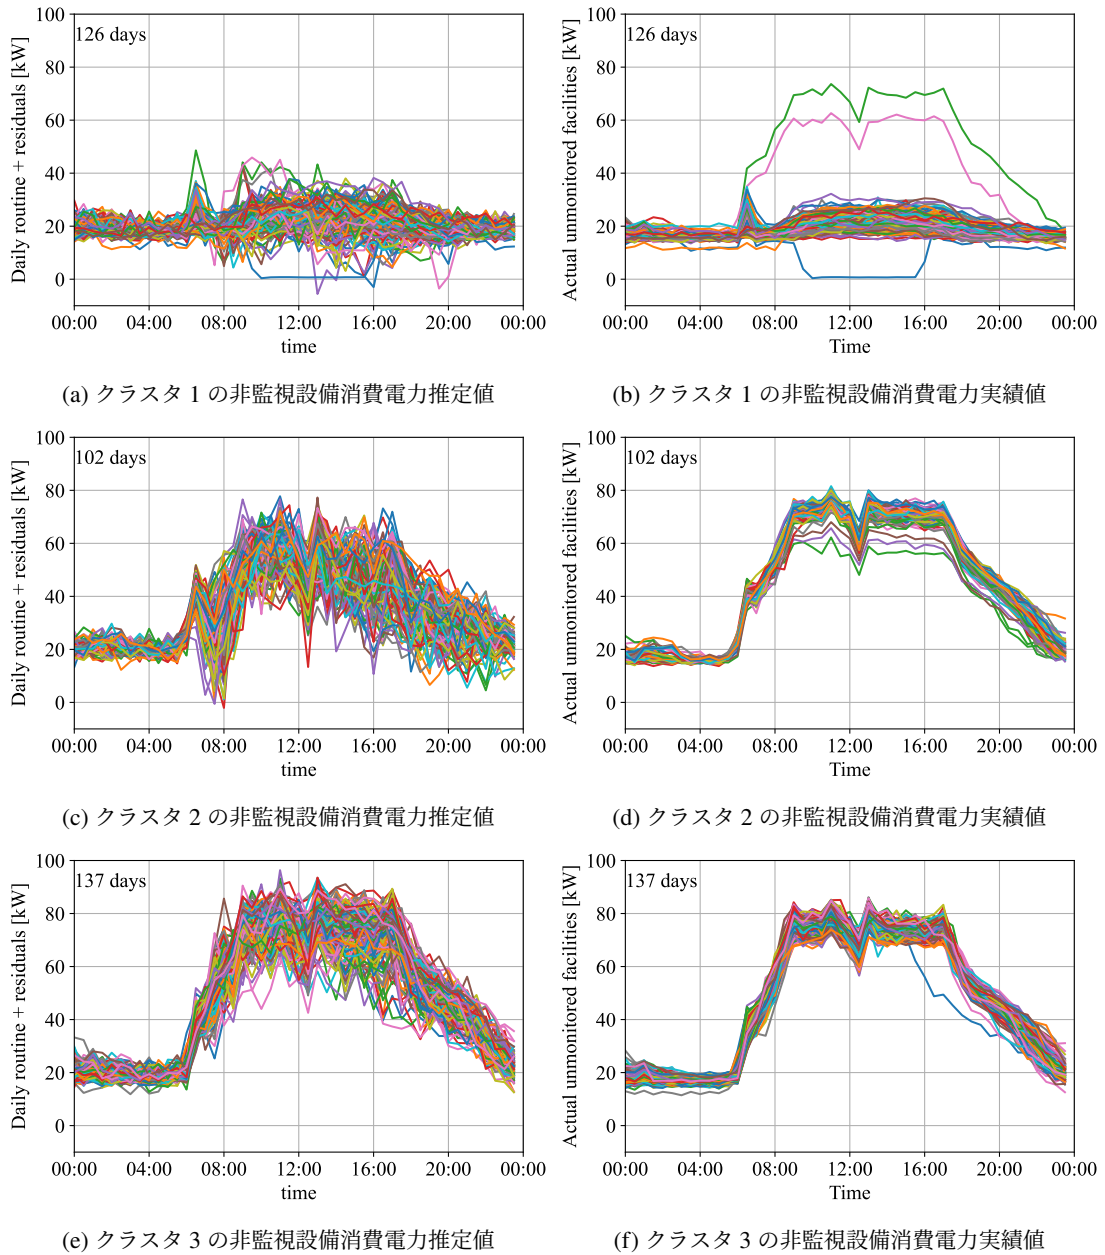 126 days
Daily routine + residuals [kW]
100
80
60
40
20
0
00:00 04:00 08:00 12:00 16:00 20:00 00:00
time
(a) クラスタ 1 の非監視設備消費電力推定値
126 days
Actual unmonitored facilities [kW]
100
80
60
40
20
0
00:00 04:00 08:00 12:00 16:00 20:00 00:00
Time
(b) クラスタ 1 の非監視設備消費電力実績値
102 days
Daily routine + residuals [kW]
100
80
60
40
20
0
00:00 04:00 08:00 12:00 16:00 20:00 00:00
time
(c) クラスタ 2 の非監視設備消費電力推定値
102 days
Actual unmonitored facilities [kW]
100
80
60
40
20
0
00:00 04:00 08:00 12:00 16:00 20:00 00:00
Time
(d) クラスタ 2 の非監視設備消費電力実績値
137 days
Daily routine + residuals [kW]
100
80
60
40
20
0
00:00 04:00 08:00 12:00 16:00 20:00 00:00
time
(e) クラスタ 3 の非監視設備消費電力推定値
137 days
Actual unmonitored facilities [kW]
100
80
60
40
20
0
00:00 04:00 08:00 12:00 16:00 20:00 00:00
Time
(f) クラスタ 3 の非監視設備消費電力実績値